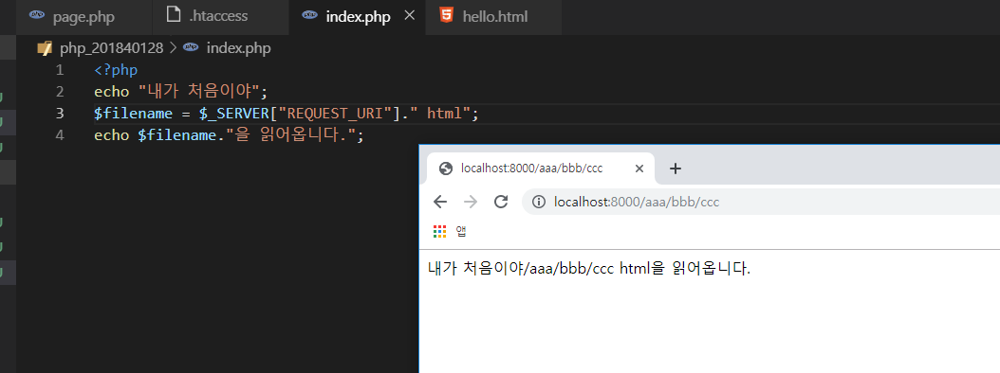 page.php .htaccess index.php hello.html
php_201840128 > index.php
1 <?php
2 echo "내가 처음이야";
3 $filename = $_SERVER["REQUEST_URI"]." html";
4 echo $filename."을 읽어옵니다.";
localhost:8000/aaa/bbb/ccc
localhost:8000/aaa/bbb/ccc
앱
내가 처음이야/aaa/bbb/ccc html을 읽어옵니다.